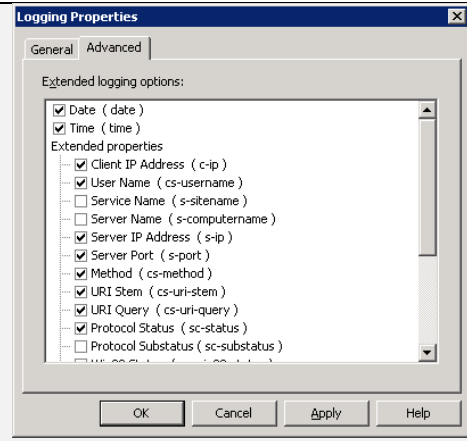 Logging Properties
General Advanced
Extended logging options:
Date ( date )
Time ( time )
Extended properties
Client IP Address ( c-ip )
User Name ( cs-username )
Service Name ( s-sitename )
Server Name ( s-computername )
Server IP Address ( s-ip )
Server Port ( s-port )
Method ( cs-method )
URI Stem ( cs-uri-stem )
URI Query ( cs-uri-query )
Protocol Status ( sc-status )
Protocol Substatus ( sc-substatus )
OK Cancel Apply Help